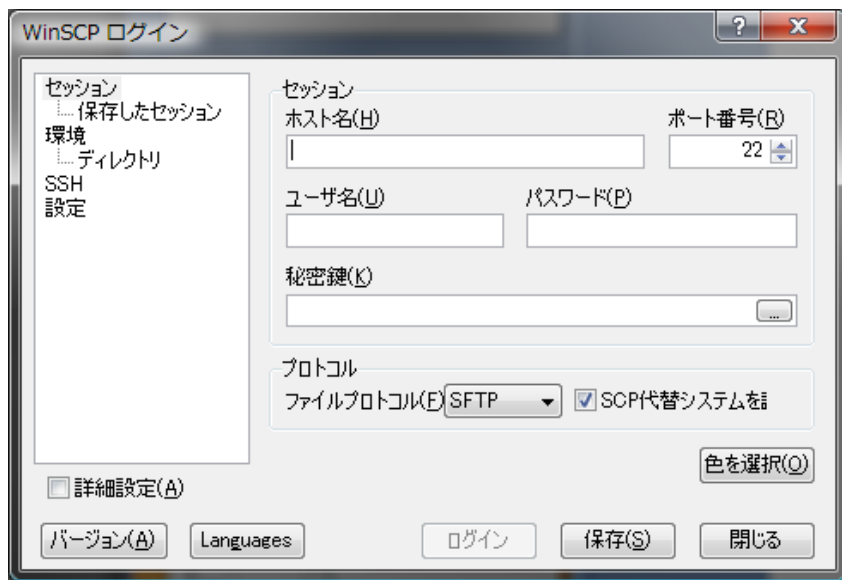 WinSCP ログイン
セッション
保存したセッション
環境
ディレクトリ
SSH
設定
詳細設定(A)
セッション
ホスト名(H)
ポート番号(R)
22
ユーザ名(U)
パスワード(P)
秘密鍵(K)
...
プロトコル
ファイルプロトコル(F) SFTP
SCP代替システムを
色を選択(O)
バージョン(A) Languages ログイン 保存(S) 閉じる